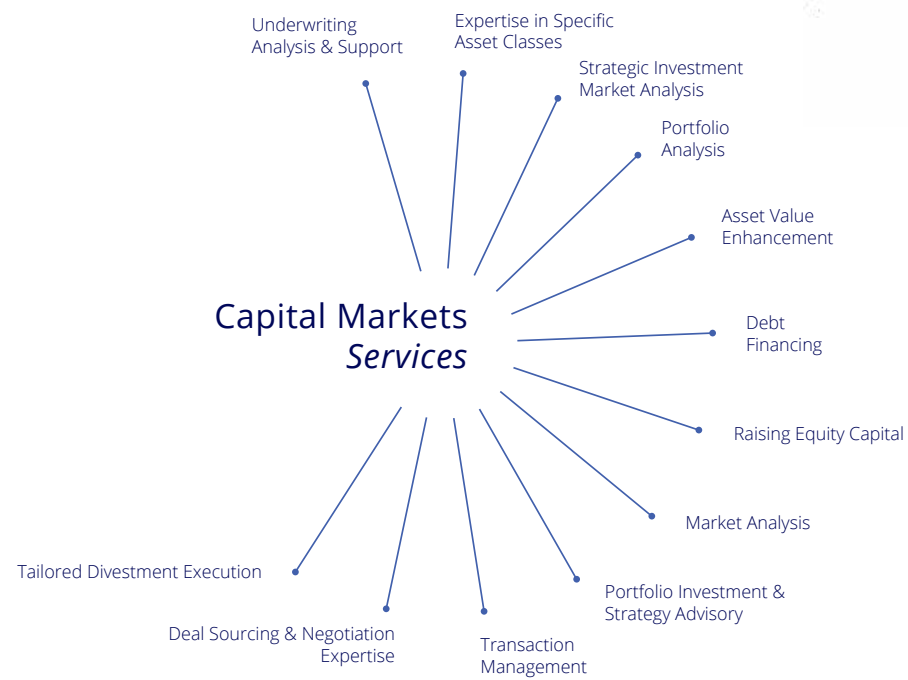 Underwriting
Analysis & Support
Expertise in Specific
Asset Classes
Strategic Investment
Market Analysis
Portfolio
Analysis
Asset Value
Enhancement
Debt
Financing
Raising Equity Capital
Market Analysis
Portfolio Investment &
Strategy Advisory
Transaction
Management
Deal Sourcing & Negotiation
Expertise
Tailored Divestment Execution
Capital Markets
Services